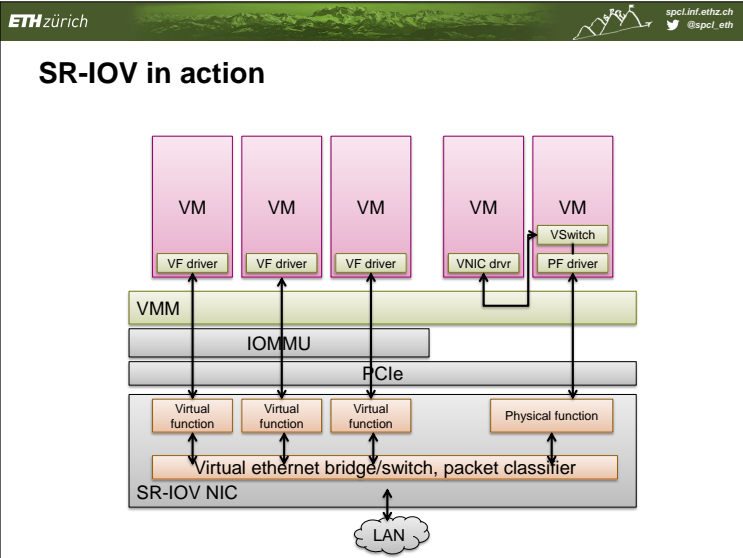 ETH zürich
spcl.inf.ethz.ch
@spcl_eth
SR-IOV in action
VM
VM
VM
VM
VM
VSwitch
VF driver
VF driver
VF driver
VNIC drvr
PF driver
VMM
IOMMU
PCIe
Virtual
function
Virtual
function
Virtual
function
Physical function
Virtual ethernet bridge/switch, packet classifier
SR-IOV NIC
LAN